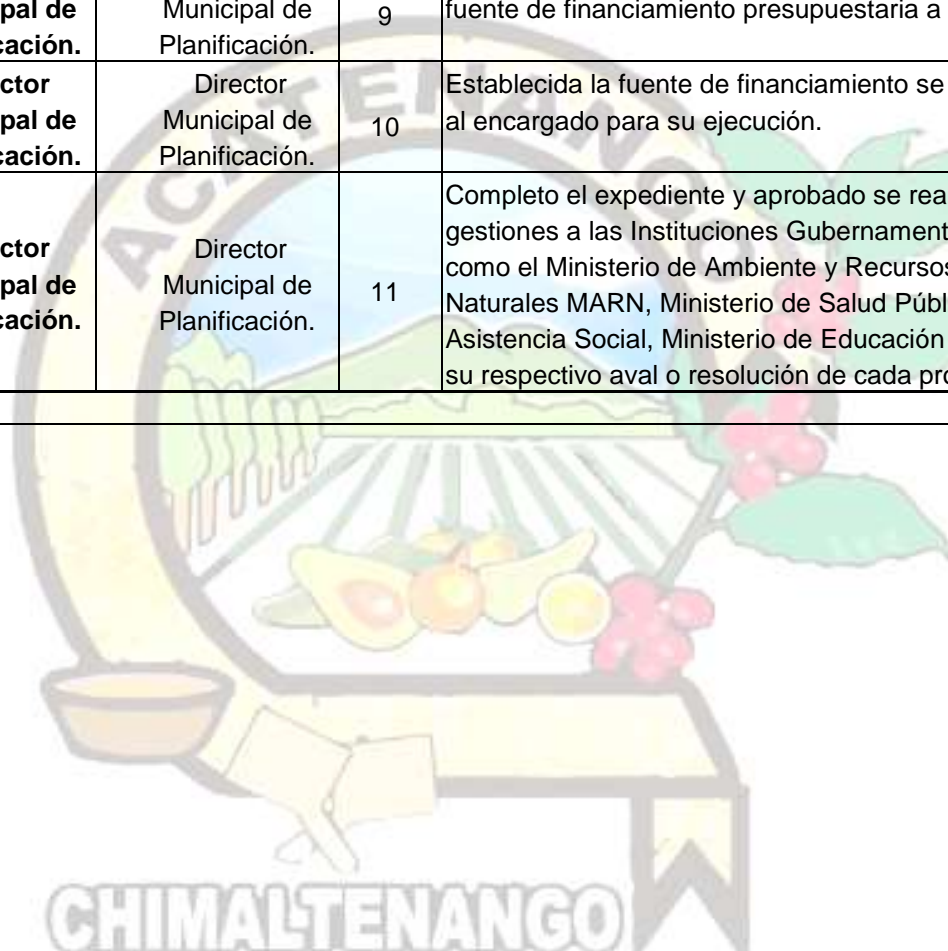 pal de
cación.
Municipal de
Planificación.
9
fuente de financiamiento presupuestaria a
ctor
pal de
cación.
Director
Municipal de
Planificación.
10
Establecida la fuente de financiamiento se
al encargado para su ejecución.
ctor
pal de
cación.
Director
Municipal de
Planificación.
11
Completo el expediente y aprobado se rea
gestiones a las Instituciones Gubernament
como el Ministerio de Ambiente y Recursos
Naturales MARN, Ministerio de Salud Públ
Asistencia Social, Ministerio de Educación
su respectivo aval o resolución de cada pro
ACATENANGO
CHIMALTENANGO